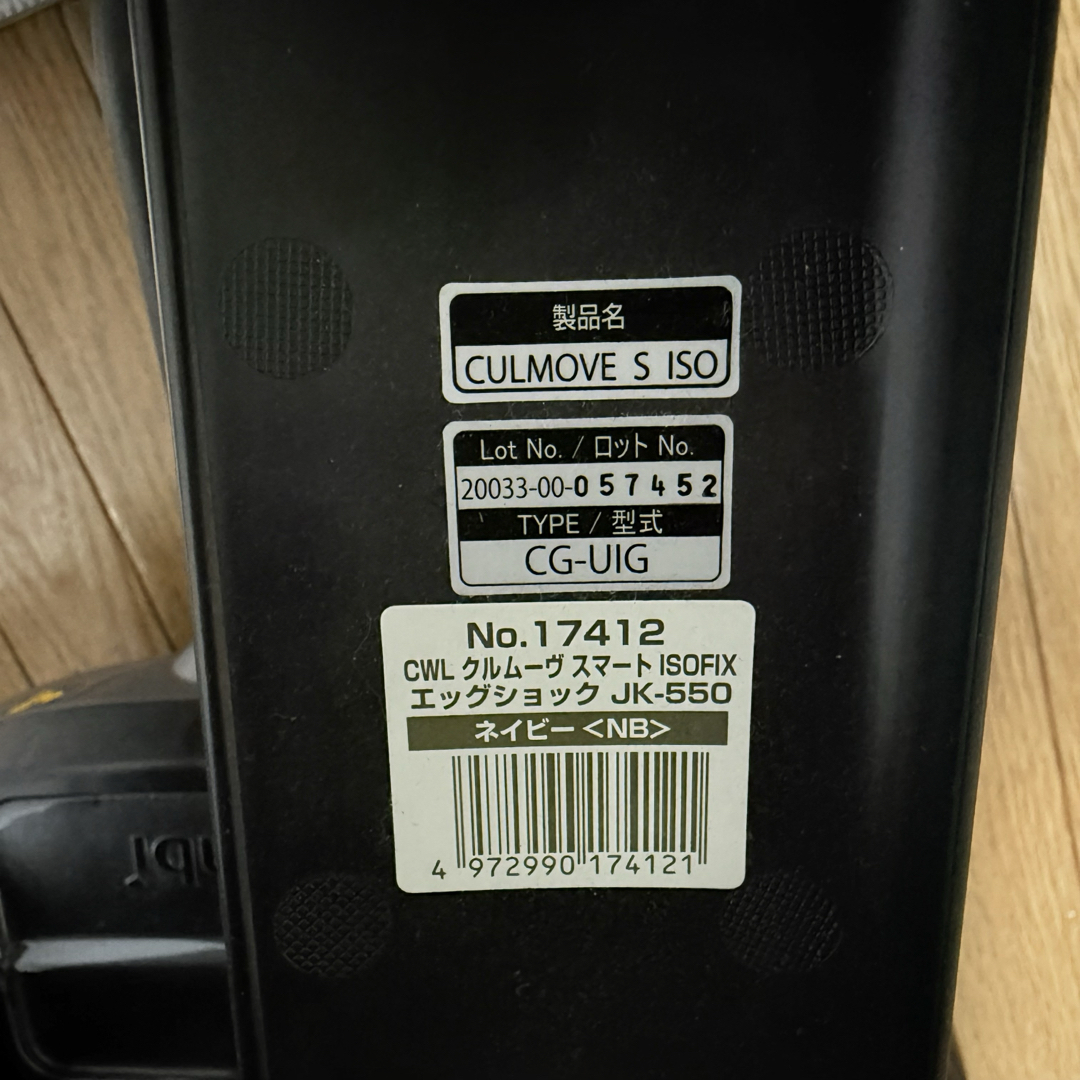 製品名
CULMOVE S ISO
Lot No. / ロット No.
20033-00-057452
TYPE / 型式
CG-UIG
No.17412
CWL クルムーヴ スマート ISOFIX
エッグショック JK-550
ネイビー<NB>
4 972990 174121